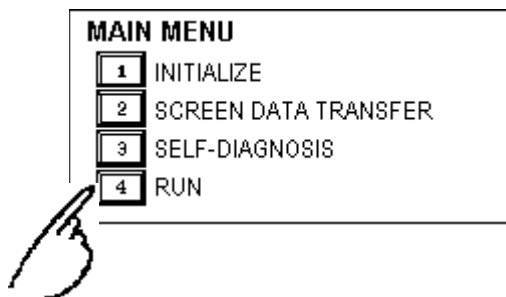 MAIN MENU
1 INITIALIZE
2 SCREEN DATA TRANSFER
3 SELF-DIAGNOSIS
4 RUN